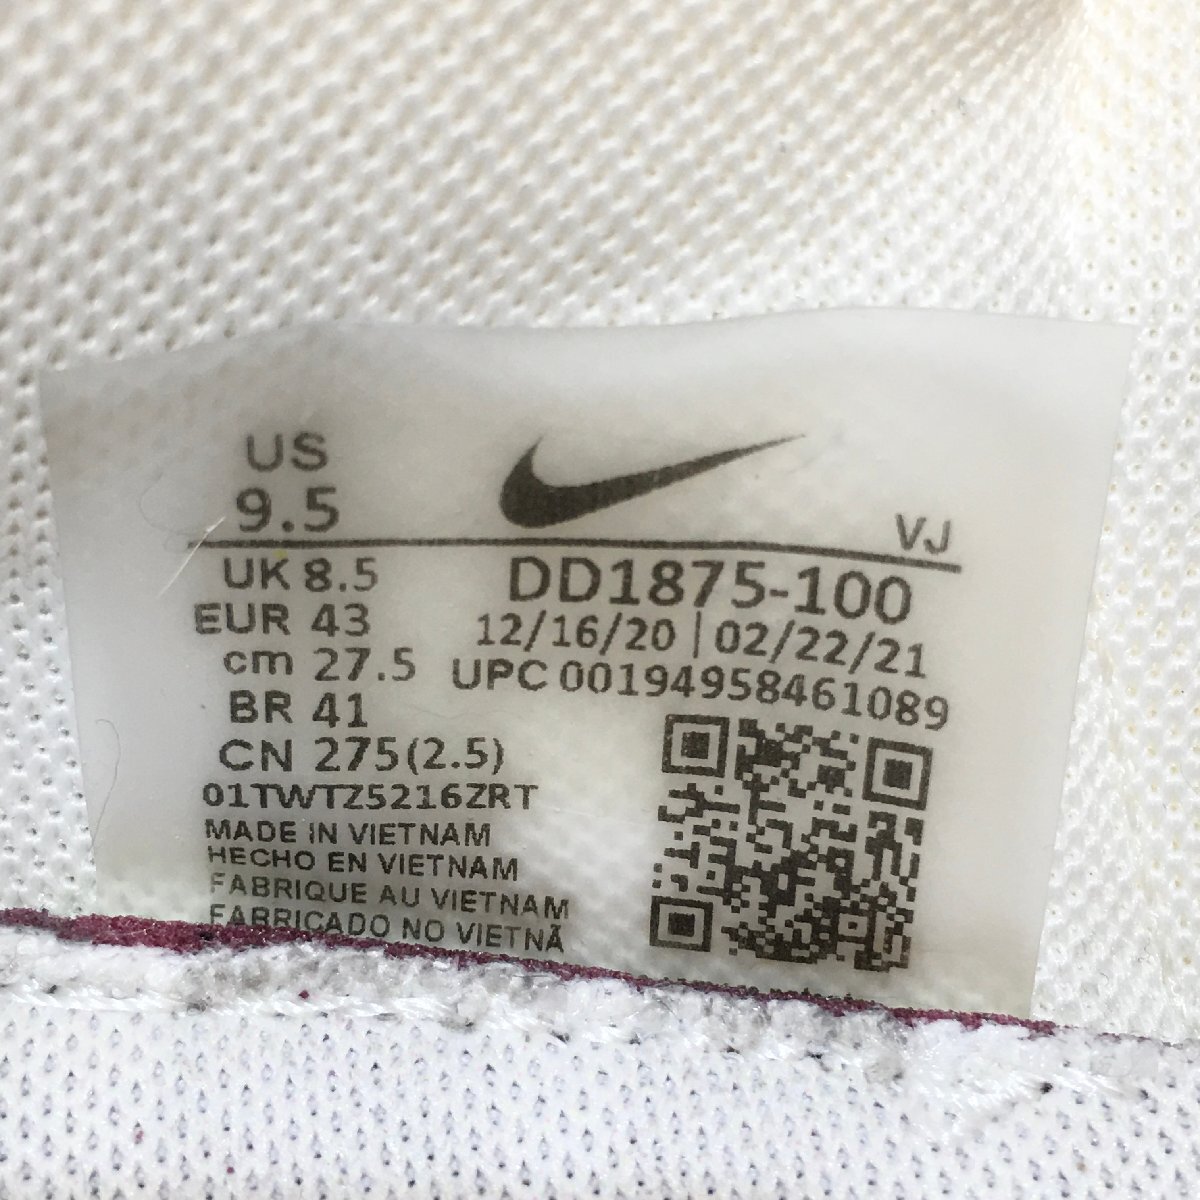 US
9.5
VJ
UK 8.5
EUR 43
cm 27.5
BR 41
CN 275(2.5)
DD1875-100
12/16/20 | 02/22/21
UPC 00194958461089
01TWTZ5216ZRT
MADE IN VIETNAM
HECHO EN VIETNAM
FABRIQUE AU VIETNAM
FABRICADO NO VIETNÃ